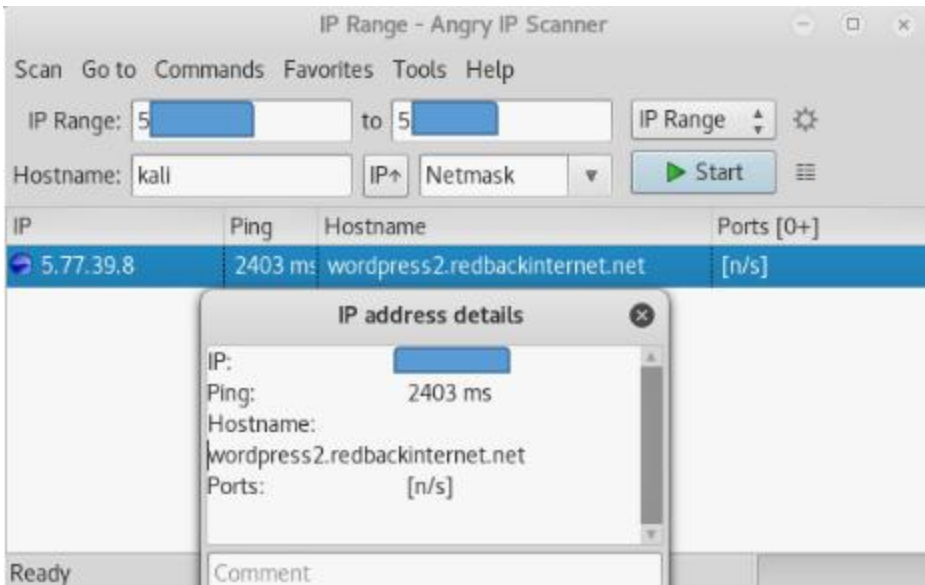 IP Range - Angry IP Scanner
Scan Go to Commands Favorites Tools Help
IP Range: 5 to 5 IP Range
Hostname: kali IP↑ Netmask Start
IP Ping Hostname Ports [0+]
5.77.39.8 2403 ms wordpress2.redbackinternet.net [n/s]
IP address details
IP:
Ping: 2403 ms
Hostname:
wordpress2.redbackinternet.net
Ports: [n/s]
Ready Comment